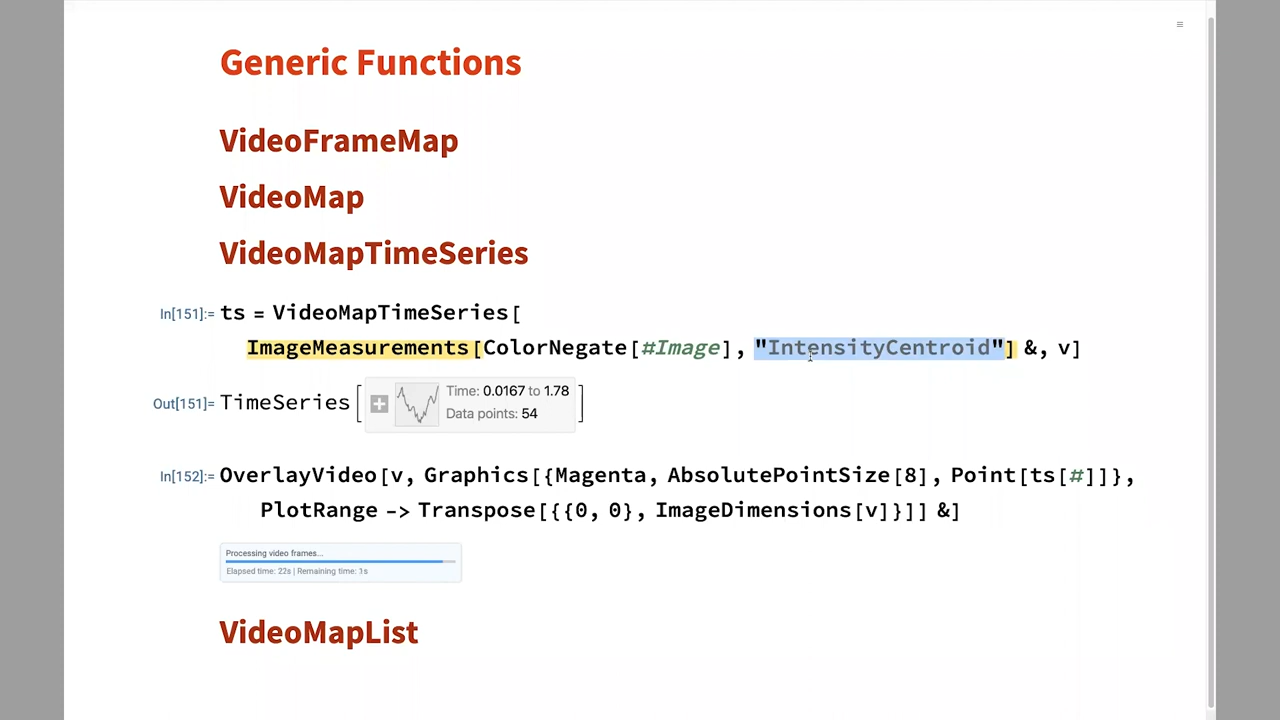 Generic Functions
VideoFrameMap
VideoMap
VideoMapTimeSeries
In[151]:= ts = VideoMapTimeSeries[
ImageMeasurements[ColorNegate[#Image], "IntensityCentroid"] &, v]
Out[151]= TimeSeries[ Time: 0.0167 to 1.78
Data points: 54 ]
In[152]:= OverlayVideo[v, Graphics[{Magenta, AbsolutePointSize[8], Point[ts[#]]},
PlotRange -> Transpose[{{0, 0}, ImageDimensions[v]}]] &]
Processing video frames...
Elapsed time: 22s | Remaining time: 1s
VideoMapList